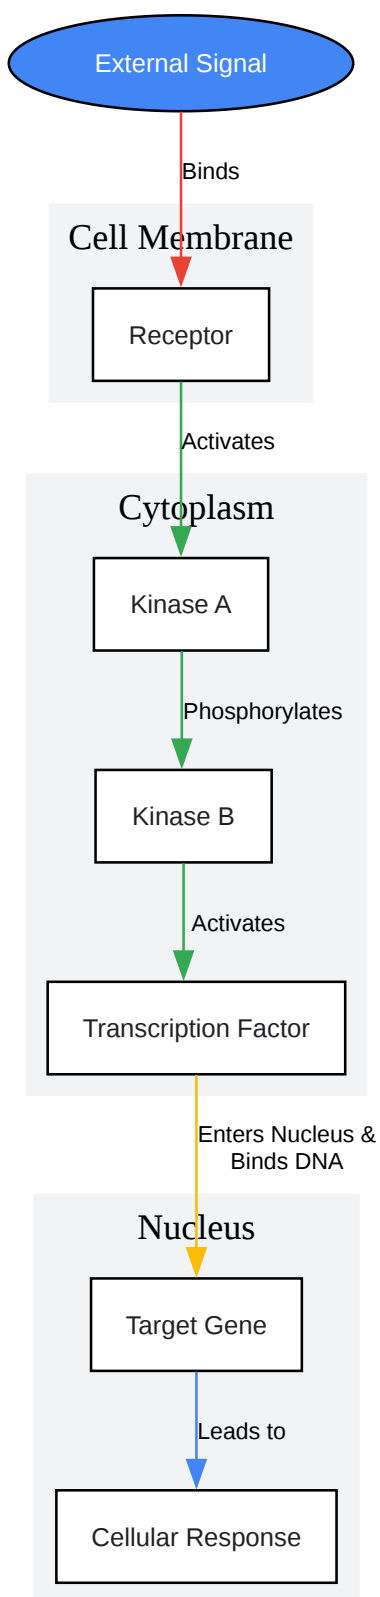 External Signal
Binds
Cell Membrane
Receptor
Activates
Cytoplasm
Kinase A
Phosphorylates
Kinase B
Activates
Transcription Factor
Enters Nucleus &
Binds DNA
Nucleus
Target Gene
Leads to
Cellular Response